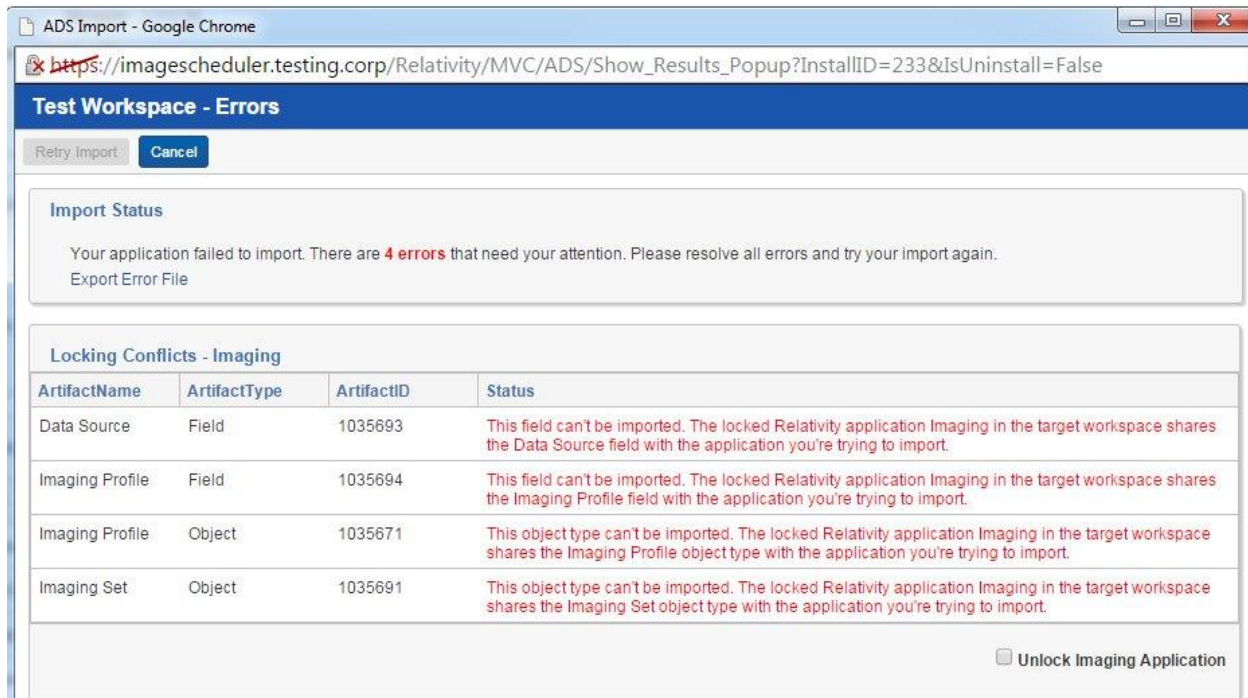 ADS Import - Google Chrome
https://imagescheduler.testing.corp/Relativity/MVC/ADS/Show_Results_Popup?InstallID=233&IsUninstall=False
Test Workspace - Errors
Retry Import Cancel
Import Status
Your application failed to import. There are 4 errors that need your attention. Please resolve all errors and try your import again.
Export Error File
Locking Conflicts - Imaging
ArtifactName ArtifactType ArtifactID Status
Data Source Field 1035693 This field can't be imported. The locked Relativity application Imaging in the target workspace shares
the Data Source field with the application you're trying to import.
Imaging Profile Field 1035694 This field can't be imported. The locked Relativity application Imaging in the target workspace shares
the Imaging Profile field with the application you're trying to import.
Imaging Profile Object 1035671 This object type can't be imported. The locked Relativity application Imaging in the target workspace
shares the Imaging Profile object type with the application you're trying to import.
Imaging Set Object 1035691 This object type can't be imported. The locked Relativity application Imaging in the target workspace
shares the Imaging Set object type with the application you're trying to import.
Unlock Imaging Application